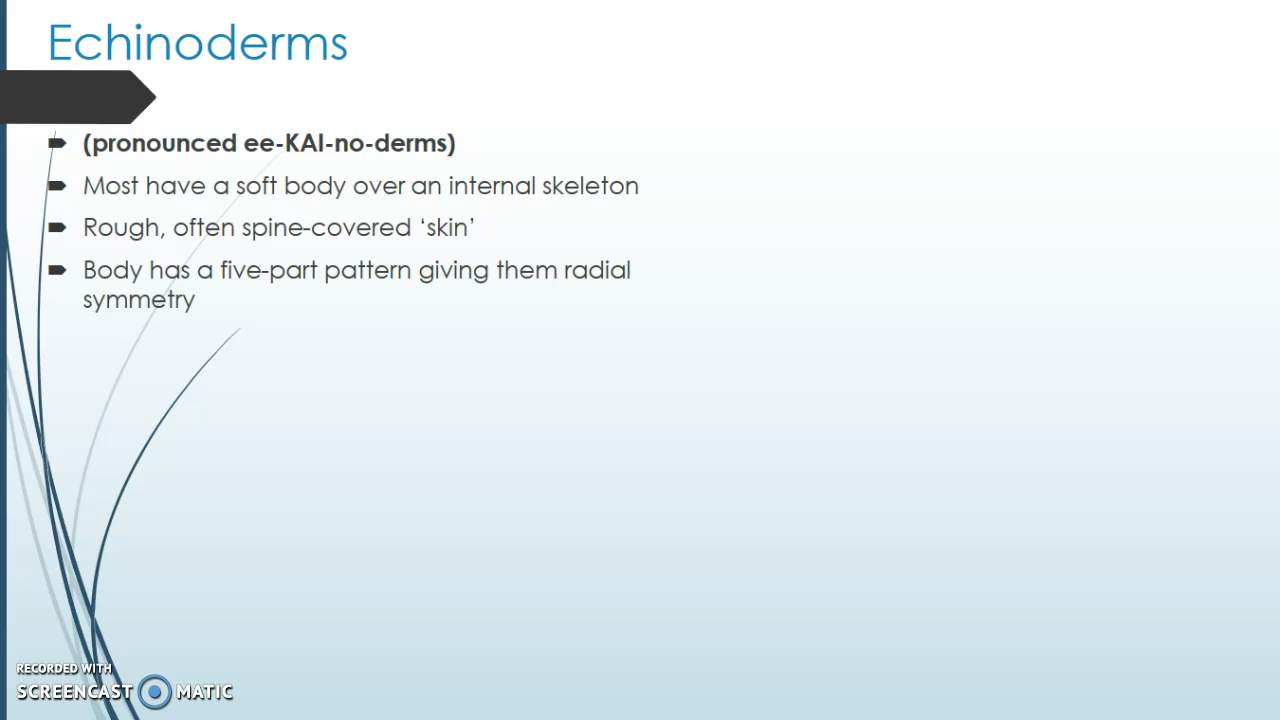 Echinoderms
(pronounced ee-KAI-no-derms)
Most have a soft body over an internal skeleton
Rough, often spine-covered ‘skin’
Body has a five-part pattern giving them radial
symmetry
RECORDED WITH
SCREENCAST MATIC